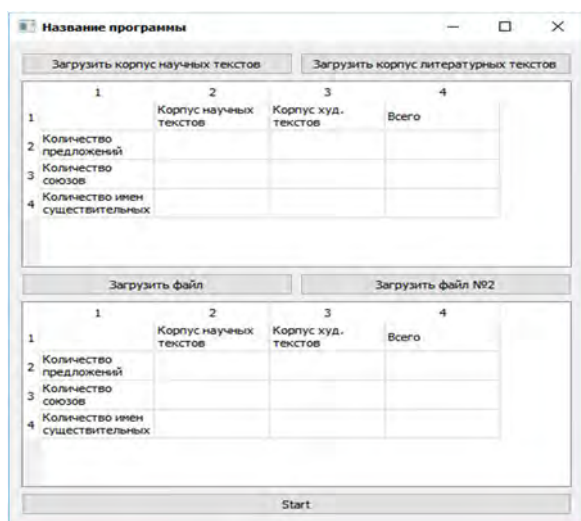 Название программы
Загрузить корпус научных текстов Загрузить корпус литературных текстов
1 2 3 4
1 Корпус научных текстов Корпус худ. текстов Всего
2 Количество предложений
3 Количество союзов
4 Количество имен существительных
Загрузить файл Загрузить файл №2
1 2 3 4
1 Корпус научных текстов Корпус худ. текстов Всего
2 Количество предложений
3 Количество союзов
4 Количество имен существительных
Start